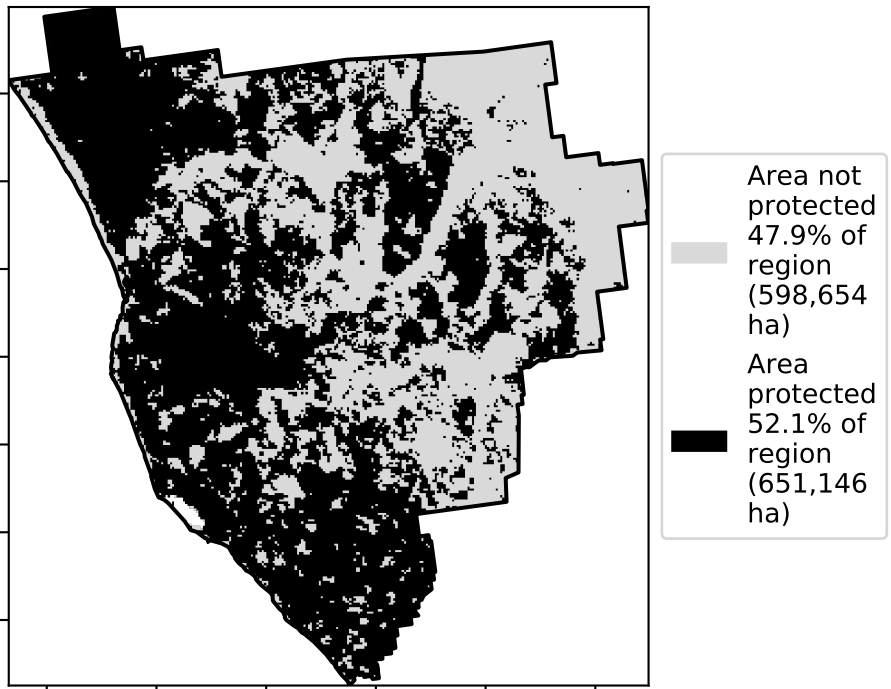 Area not
protected
47.9% of
region
(598,654
ha)
Area
protected
52.1% of
region
(651,146
ha)